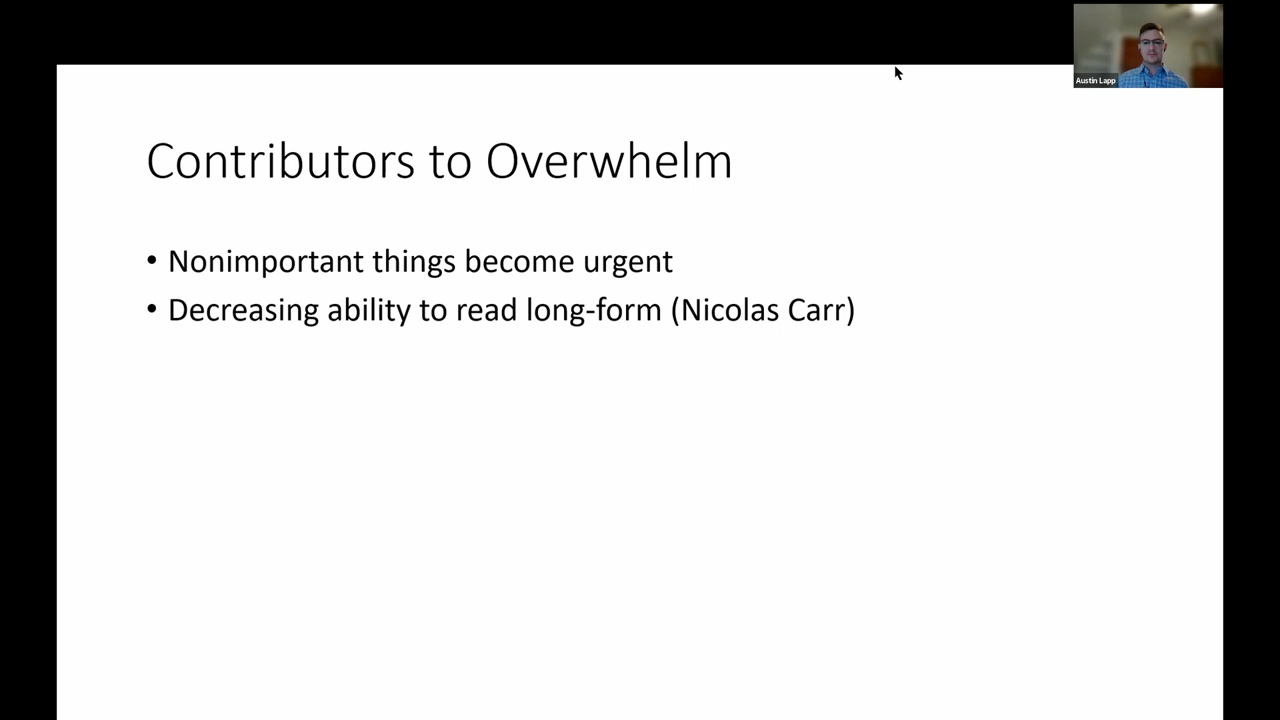 Austin Lapp
Contributors to Overwhelm
• Nonimportant things become urgent
• Decreasing ability to read long-form (Nicolas Carr)